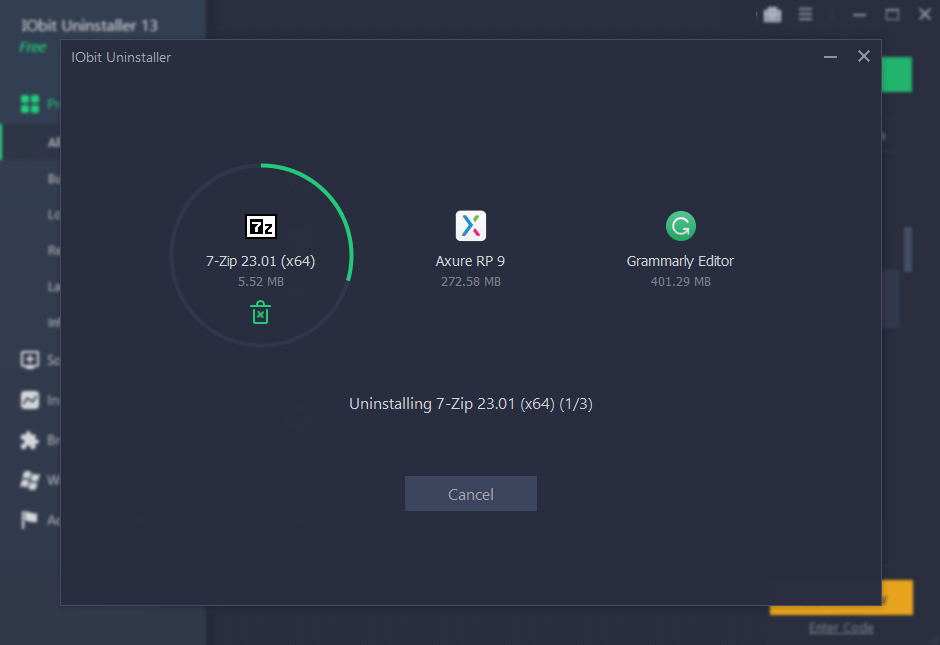 IObit Uninstaller 13
Free
IObit Uninstaller
7z
7-Zip 23.01 (x64)
5.52 MB
Axure RP 9
272.58 MB
G
Grammarly Editor
401.29 MB
Uninstalling 7-Zip 23.01 (x64) (1/3)
Cancel
Enter Code